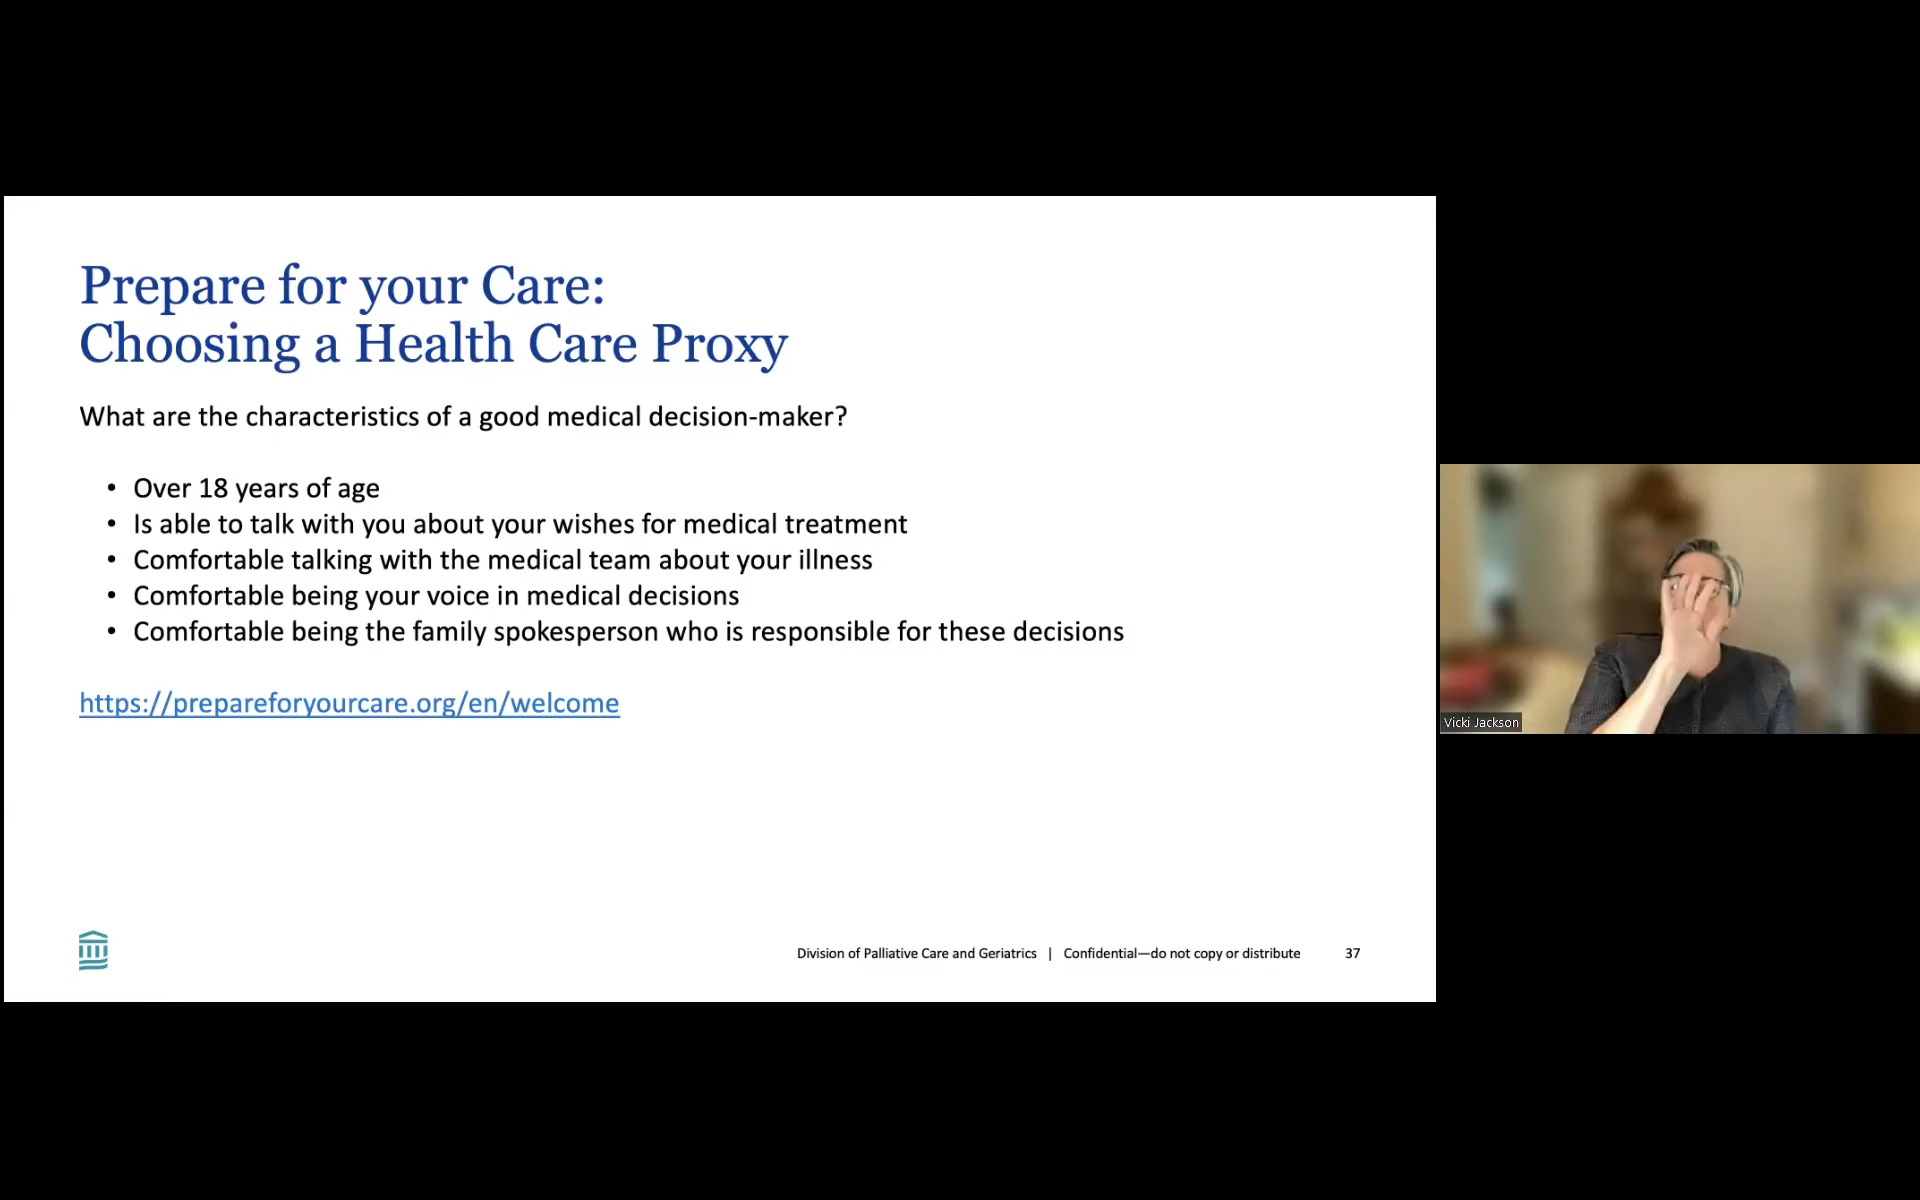 Prepare for your Care:
Choosing a Health Care Proxy
What are the characteristics of a good medical decision-maker?
• Over 18 years of age
• Is able to talk with you about your wishes for medical treatment
• Comfortable talking with the medical team about your illness
• Comfortable being your voice in medical decisions
• Comfortable being the family spokesperson who is responsible for these decisions
https://prepareforyourcare.org/en/welcome
Vicki Jackson
Division of Palliative Care and Geriatrics | Confidential—do not copy or distribute 37